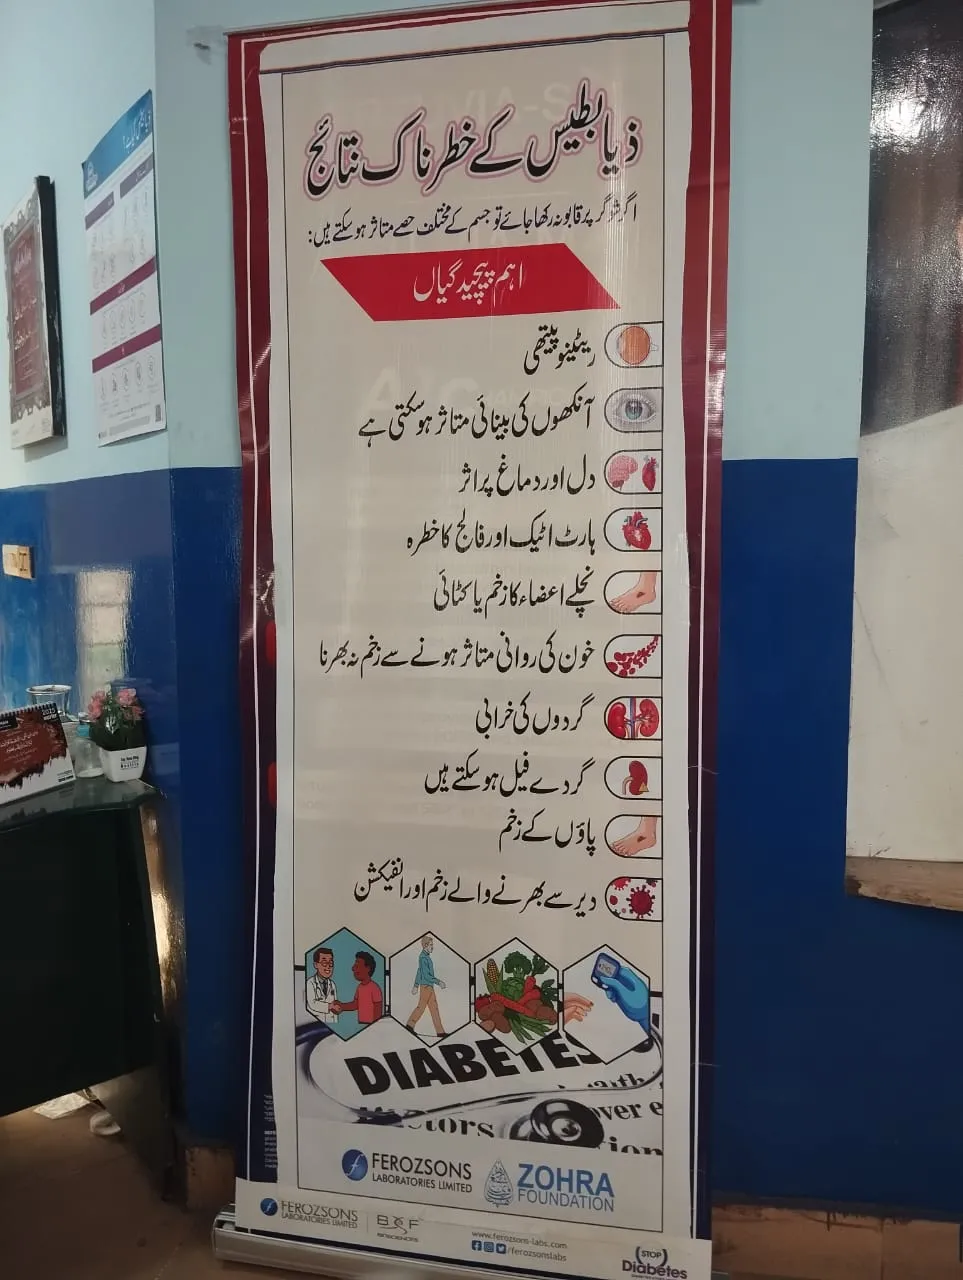 ذیابطیس کے خطرناک نتائج
اگر شوگر پر قابو نہ رکھا جائے تو جسم کے مختلف حصے متاثر ہو سکتے ہیں:
اہم پیچیدگیاں
ریٹینوپیتھی
آنکھوں کی بینائی متاثر ہو سکتی ہے
دل اور دماغ پر اثر
ہارٹ اٹیک اور فالج کا خطرہ
نچلے اعضاء کا زخم یا کٹائی
خون کی روانی متاثر ہونے سے زخم نہ بھرنا
گردوں کی خرابی
گردے فیل ہو سکتے ہیں
پاؤں کے زخم
دیر سے بھرنے والے زخم اور انفیکشن
DIABETES
FEROZSONS
LABORATORIES LIMITED
ZOHRA
FOUNDATION
FEROZSONS
LABORATORIES LIMITED
BSF
BIOSCIENCES
www.ferozsons-labs.com
/ferozsonslabs
STOP
Diabetes